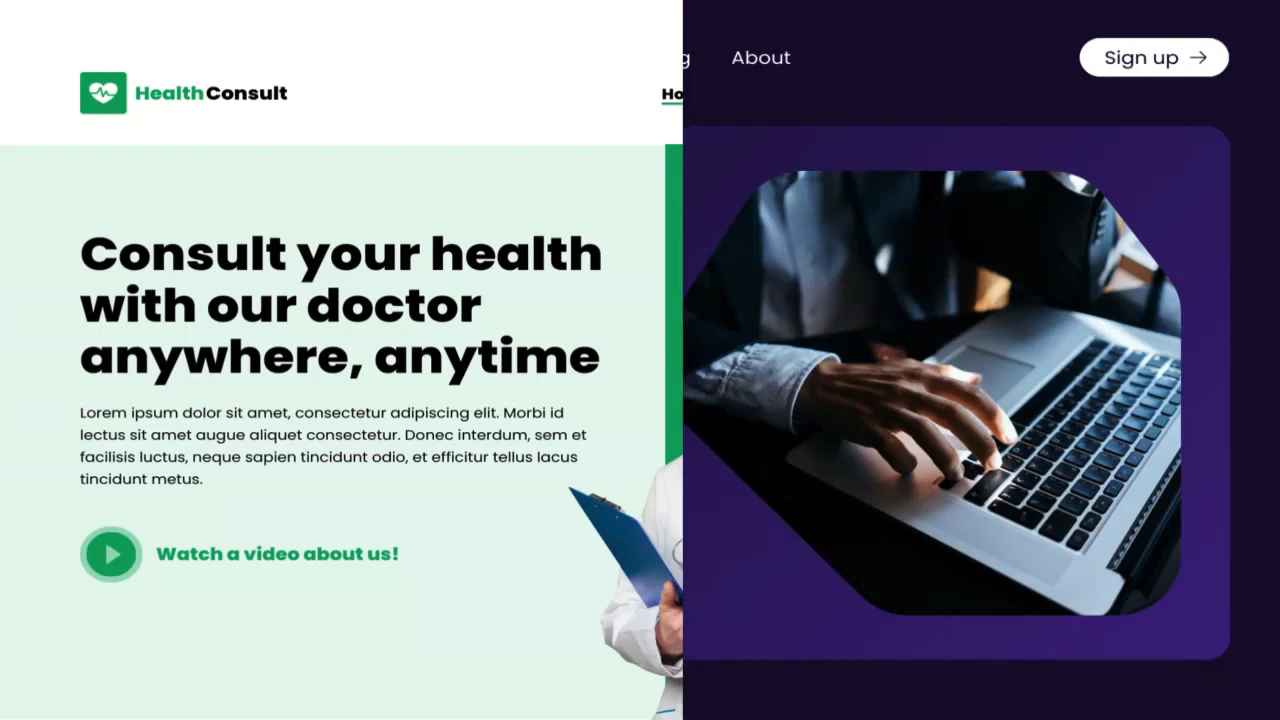 HealthConsult
Ho
g About
Sign up →
Consult your health
with our doctor
anywhere, anytime
Lorem ipsum dolor sit amet, consectetur adipiscing elit. Morbi id
lectus sit amet augue aliquet consectetur. Donec interdum, sem et
facilisis luctus, neque sapien tincidunt odio, et efficitur tellus lacus
tincidunt metus.
Watch a video about us!